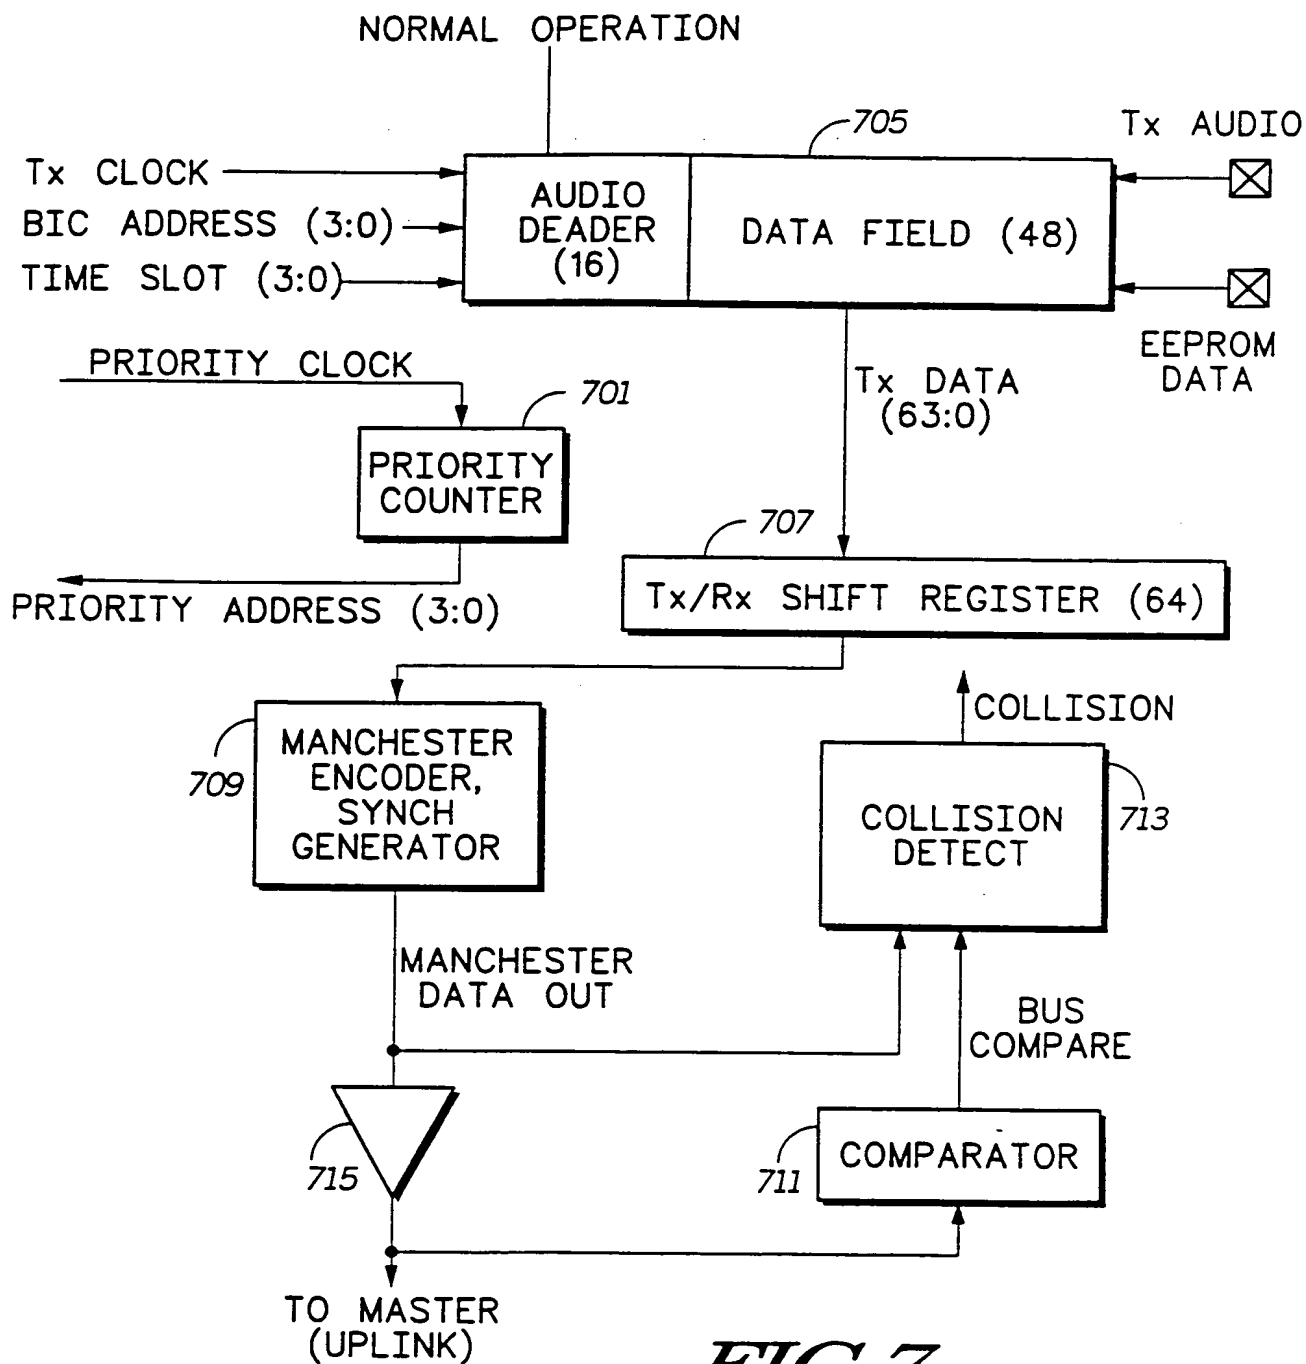 NORMAL OPERATION
705
Tx AUDIO
Tx CLOCK
BIC ADDRESS (3:0)
TIME SLOT (3:0)
AUDIO
DEADER
(16)
DATA FIELD (48)
EEPROM
DATA
PRIORITY CLOCK
701
PRIORITY
COUNTER
PRIORITY ADDRESS (3:0)
Tx DATA
(63:0)
707
Tx/Rx SHIFT REGISTER (64)
709
MANCHESTER
ENCODER,
SYNCH
GENERATOR
COLLISION
COLLISION
DETECT
713
MANCHESTER
DATA OUT
BUS
COMPARE
715
711
COMPARATOR
TO MASTER
(UPLINK)
FIG.7